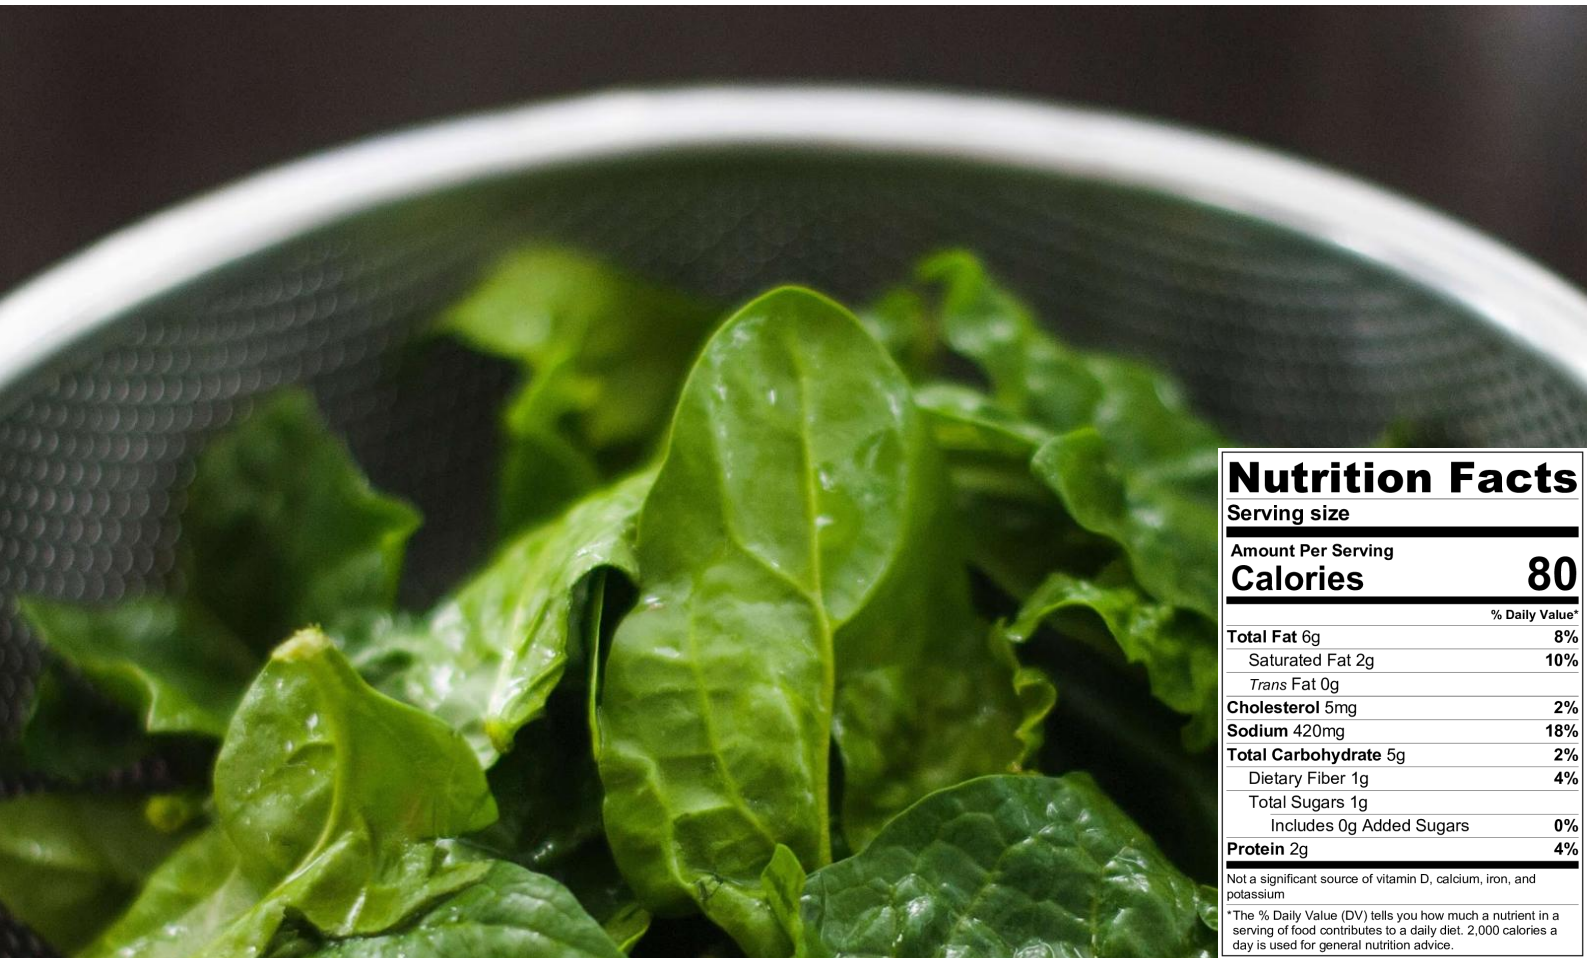 Nutrition Facts
Serving size
Amount Per Serving
Calories 80
% Daily Value*
Total Fat 6g 8%
Saturated Fat 2g 10%
Trans Fat 0g
Cholesterol 5mg 2%
Sodium 420mg 18%
Total Carbohydrate 5g 2%
Dietary Fiber 1g 4%
Total Sugars 1g
Includes 0g Added Sugars 0%
Protein 2g 4%
Not a significant source of vitamin D, calcium, iron, and
potassium
*The % Daily Value (DV) tells you how much a nutrient in a
serving of food contributes to a daily diet. 2,000 calories a
day is used for general nutrition advice.